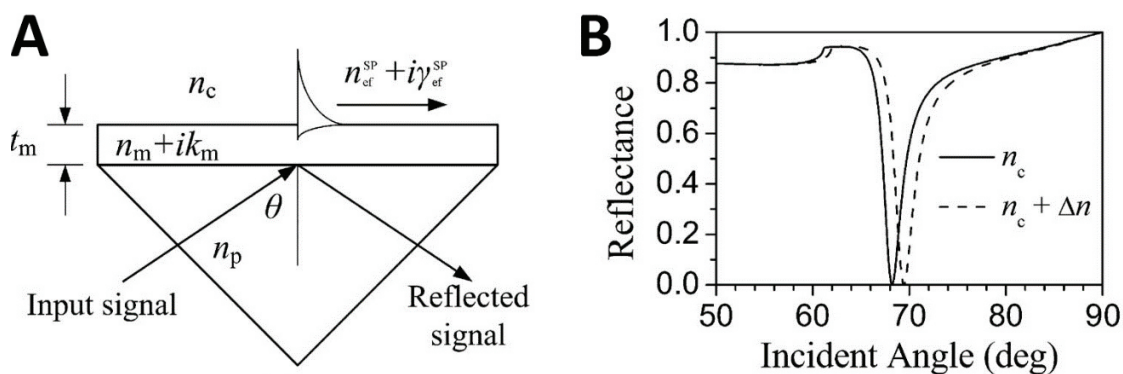 A
n_c
n_ef^SP + iγ_ef^SP
t_m
n_m+ik_m
θ
n_p
Input signal
Reflected
signal
B
Reflectance
1.0
0.8
0.6
0.4
0.2
0.0
n_c
n_c + Δn
50
60
70
80
90
Incident Angle (deg)